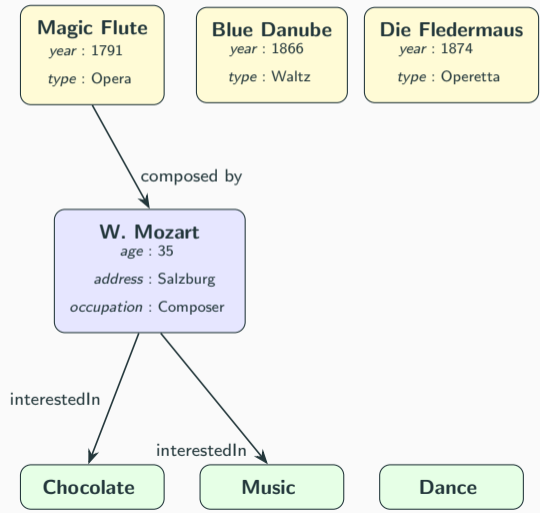 Magic Flute
year : 1791
type : Opera
Blue Danube
year : 1866
type : Waltz
Die Fledermaus
year : 1874
type : Operetta
composed by
W. Mozart
age : 35
address : Salzburg
occupation : Composer
interestedIn
interestedIn
Chocolate
Music
Dance